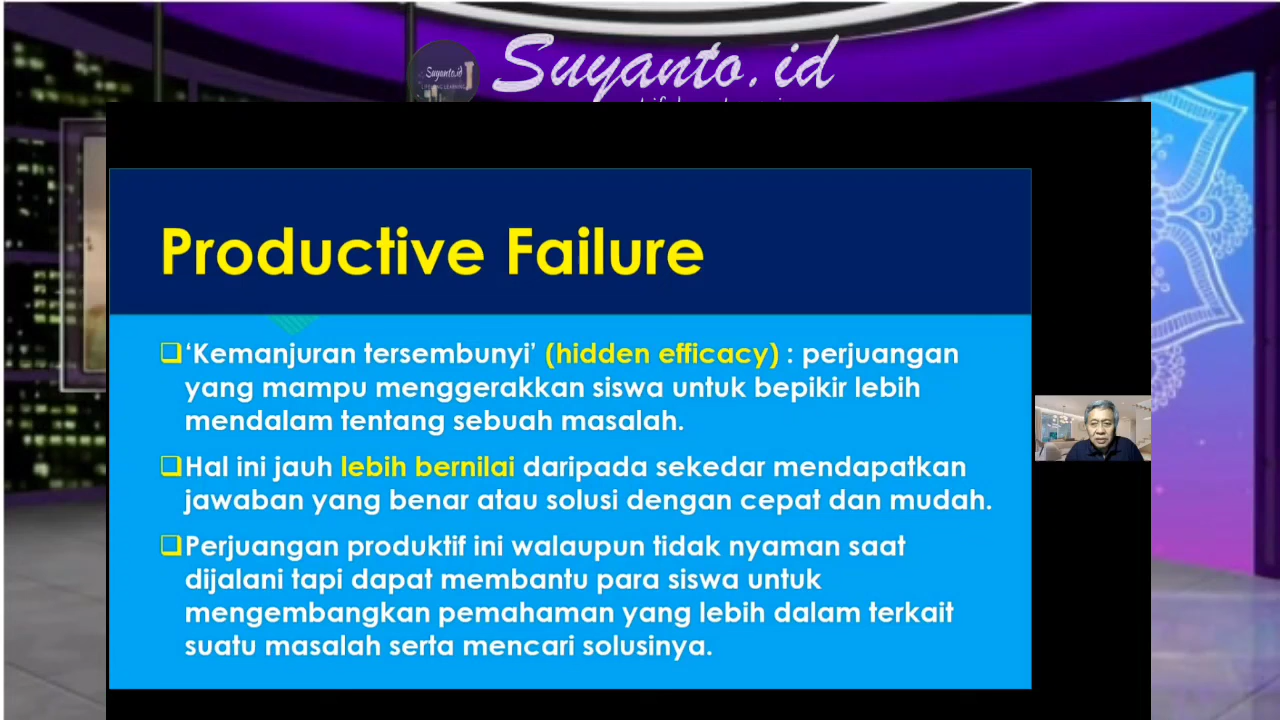 Suyanto.id
Suyanto.id
Productive Failure
❑‘Kemanjuran tersembunyi’ (hidden efficacy) : perjuangan
yang mampu menggerakkan siswa untuk bepikir lebih
mendalam tentang sebuah masalah.
❑Hal ini jauh lebih bernilai daripada sekedar mendapatkan
jawaban yang benar atau solusi dengan cepat dan mudah.
❑Perjuangan produktif ini walaupun tidak nyaman saat
dijalani tapi dapat membantu para siswa untuk
mengembangkan pemahaman yang lebih dalam terkait
suatu masalah serta mencari solusinya.